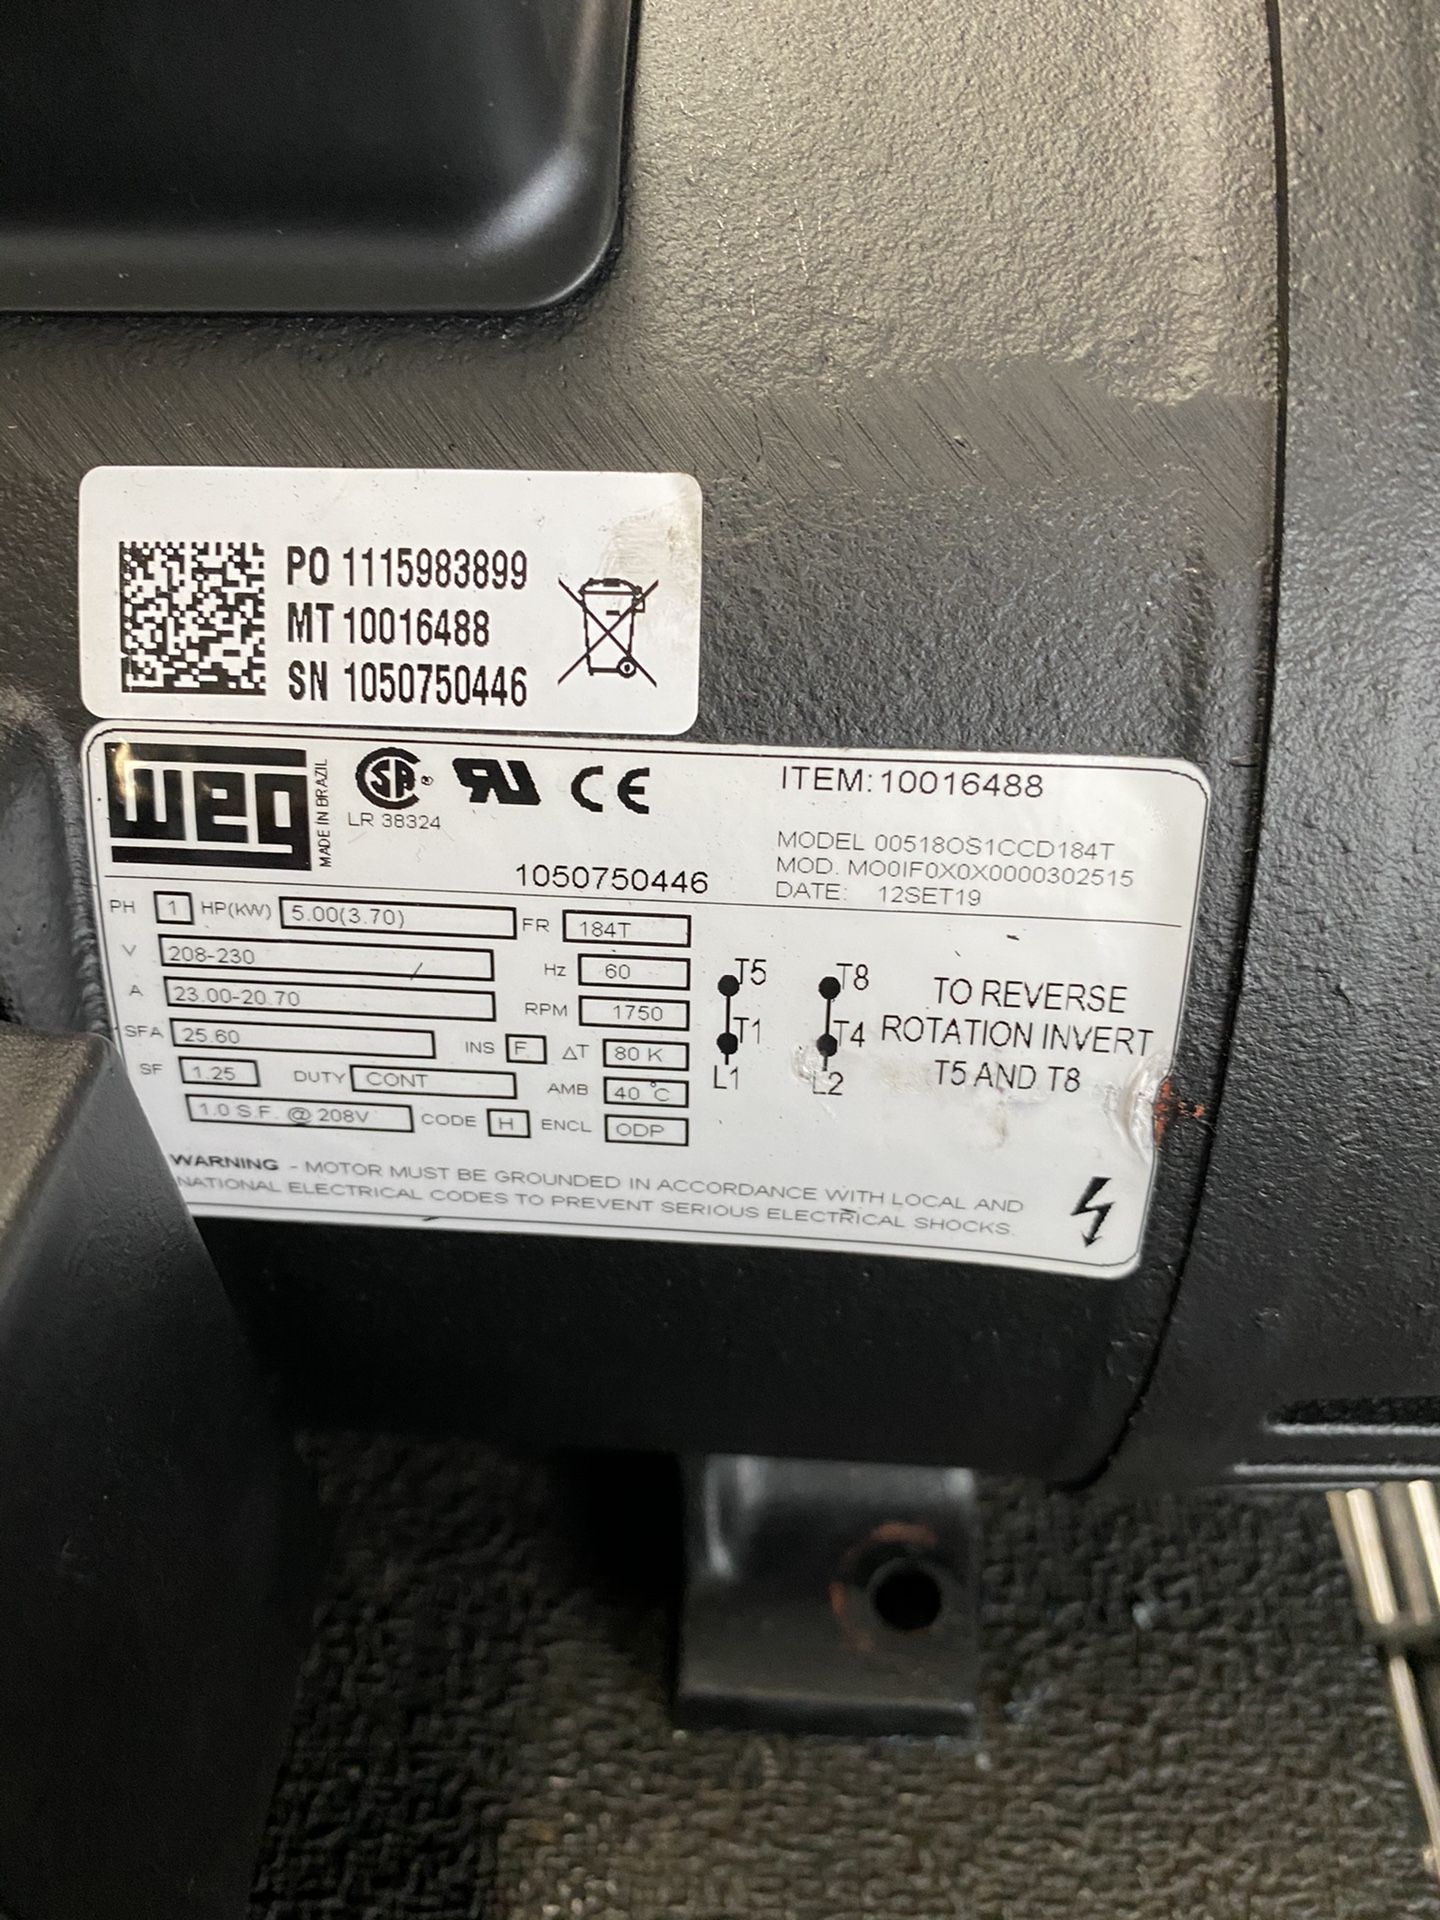 PO 1115983899
MT 10016488
SN 1050750446
WEG
MADE IN BRAZIL
SA ®
LR 38324
RU
CE
ITEM: 10016488
MODEL 00518OS1CCD184T
MOD. MO0IF0X0X0000302515
DATE: 12SET19
1050750446
PH 1 HP(kW) 5.00(3.70) FR 184T
V 208-230 Hz 60
A 23.00-20.70 RPM 1750
SFA 25.60 INS F ΔT 80 K
SF 1.25 DUTY CONT AMB 40 °C
1.0 S.F. @ 208V CODE H ENCL ODP
T5 T8
T1 T4
L1 L2
TO REVERSE
ROTATION INVERT
T5 AND T8
WARNING - MOTOR MUST BE GROUNDED IN ACCORDANCE WITH LOCAL AND
NATIONAL ELECTRICAL CODES TO PREVENT SERIOUS ELECTRICAL SHOCKS.